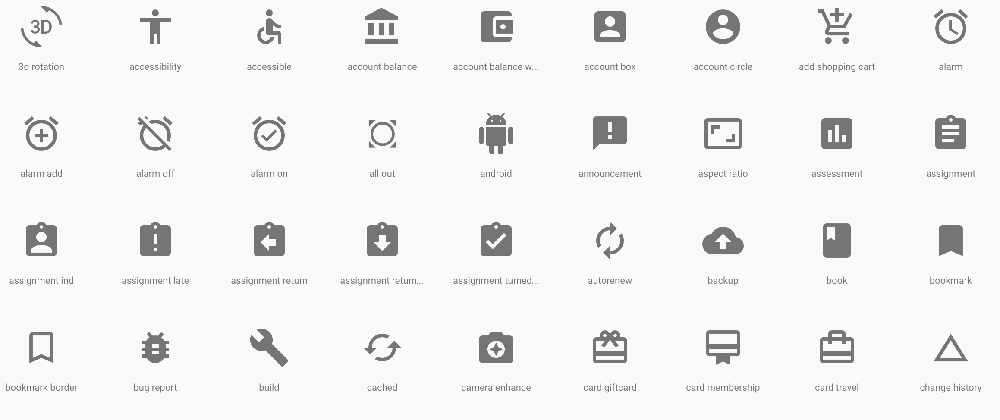 3D
3d rotation
accessibility
accessible
account balance
account balance w...
account box
account circle
add shopping cart
alarm
alarm add
alarm off
alarm on
all out
android
announcement
aspect ratio
assessment
assignment
assignment ind
assignment late
assignment return
assignment return...
assignment turned...
autorenew
backup
book
bookmark
bookmark border
bug report
build
cached
camera enhance
card giftcard
card membership
card travel
change history